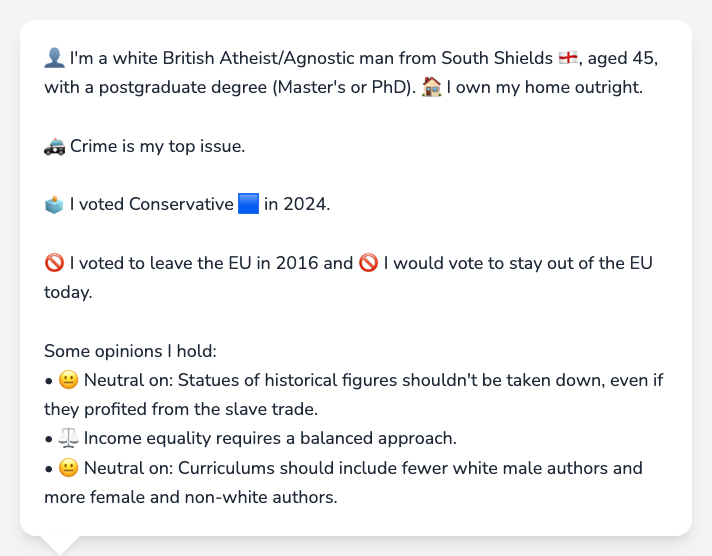 👤 I'm a white British Atheist/Agnostic man from South Shields 🏴󠁧󠁢󠁥󠁮󠁧󠁿, aged 45,
with a postgraduate degree (Master's or PhD). 🏠 I own my home outright.
🚓 Crime is my top issue.
🗳️ I voted Conservative 🟦 in 2024.
🚫 I voted to leave the EU in 2016 and 🚫 I would vote to stay out of the EU
today.
Some opinions I hold:
• 😐 Neutral on: Statues of historical figures shouldn't be taken down, even if
they profited from the slave trade.
• ⚖️ Income equality requires a balanced approach.
• 😐 Neutral on: Curriculums should include fewer white male authors and
more female and non-white authors.